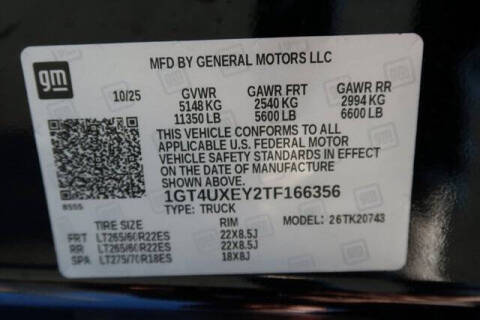 gm
MFD BY GENERAL MOTORS LLC
10/25 GVWR GAWR FRT GAWR RR
5148 KG 2540 KG 2994 KG
11350 LB 5600 LB 6600 LB
THIS VEHICLE CONFORMS TO ALL
APPLICABLE U.S. FEDERAL MOTOR
VEHICLE SAFETY STANDARDS IN EFFECT
ON THE DATE OF MANUFACTURE
SHOWN ABOVE.
1GT4UXEY2TF166356
TYPE: TRUCK
TIRE SIZE RIM MODEL: 26TK20743
FRT LT265/60R22ES 22X8.5J
RR LT265/60R22ES 22X8.5J
SPA LT275/70R18ES 18X8J